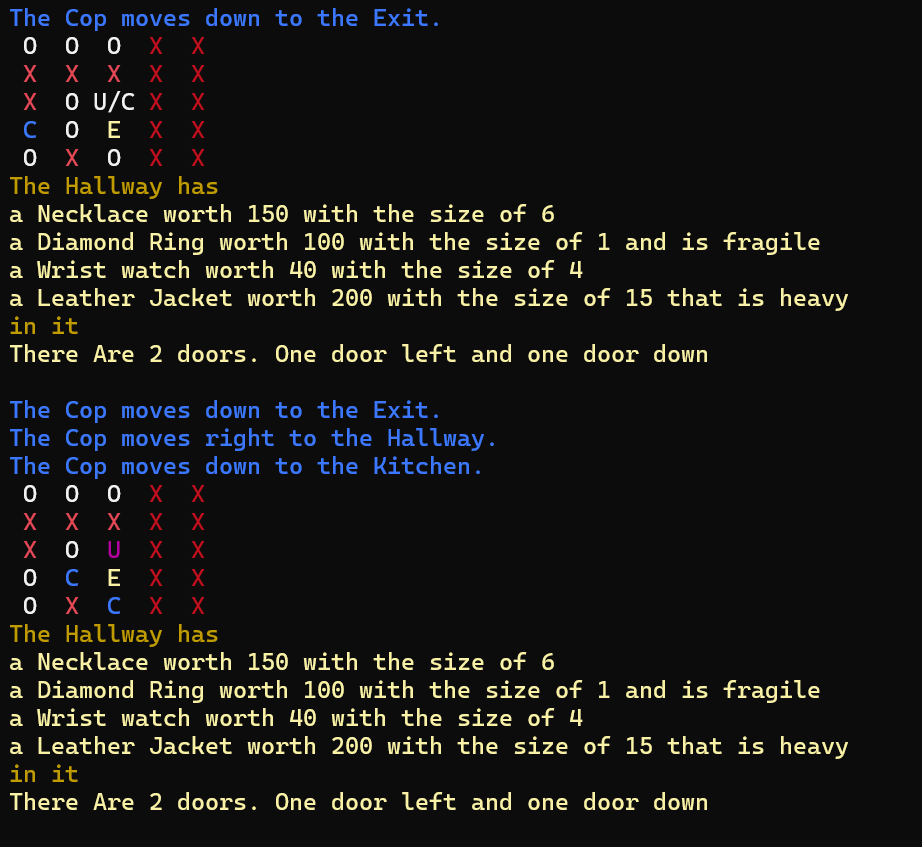 The Cop moves down to the Exit.
O O O X X
X X X X X
X O U/C X X
C O E X X
O X O X X
The Hallway has
a Necklace worth 150 with the size of 6
a Diamond Ring worth 100 with the size of 1 and is fragile
a Wrist watch worth 40 with the size of 4
a Leather Jacket worth 200 with the size of 15 that is heavy
in it
There Are 2 doors. One door left and one door down
The Cop moves down to the Exit.
The Cop moves right to the Hallway.
The Cop moves down to the Kitchen.
O O O X X
X X X X X
X O U X X
O C E X X
O X C X X
The Hallway has
a Necklace worth 150 with the size of 6
a Diamond Ring worth 100 with the size of 1 and is fragile
a Wrist watch worth 40 with the size of 4
a Leather Jacket worth 200 with the size of 15 that is heavy
in it
There Are 2 doors. One door left and one door down